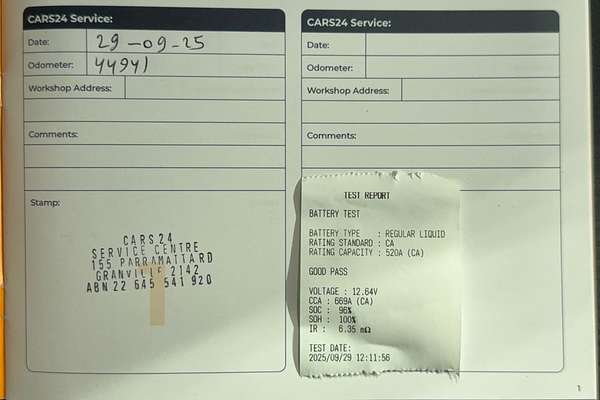 CARS24 Service:
Date: 29-09-25
Odometer: 44941
Workshop Address:
Comments:
Stamp:
CARS24
SERVICE CENTRE
155 PARRAMATTA RD
GRANVILLE 2142
ABN 22 645 541 920
CARS24 Service:
Date:
Odometer:
Workshop Address:
Comments:
TEST REPORT
BATTERY TEST
BATTERY TYPE : REGULAR LIQUID
RATING STANDARD : CA
RATING CAPACITY : 520A (CA)
GOOD PASS
VOLTAGE : 12.64V
CCA : 669A (CA)
SOC : 96%
SOH : 100%
IR : 6.35 mΩ
TEST DATE:
2025/09/29 12:11:56
1